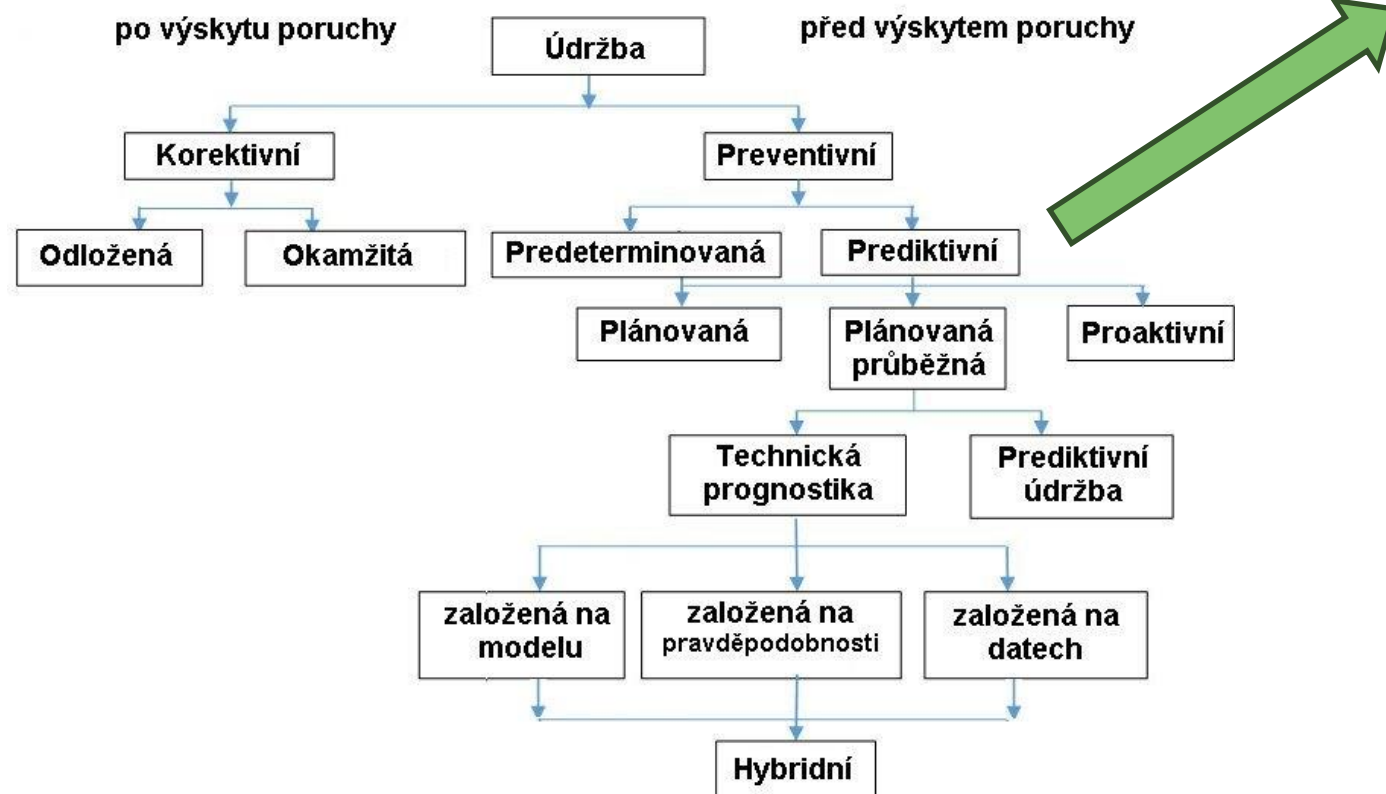 po výskytu poruchy
Údržba
před výskytem poruchy
Korektivní
Preventivní
Odložená
Okamžitá
Predeterminovaná
Prediktivní
Plánovaná
Plánovaná
průběžná
Proaktivní
Technická
prognostika
Prediktivní
údržba
založená na
modelu
založená na
pravděpodobnosti
založená na
datech
Hybridní